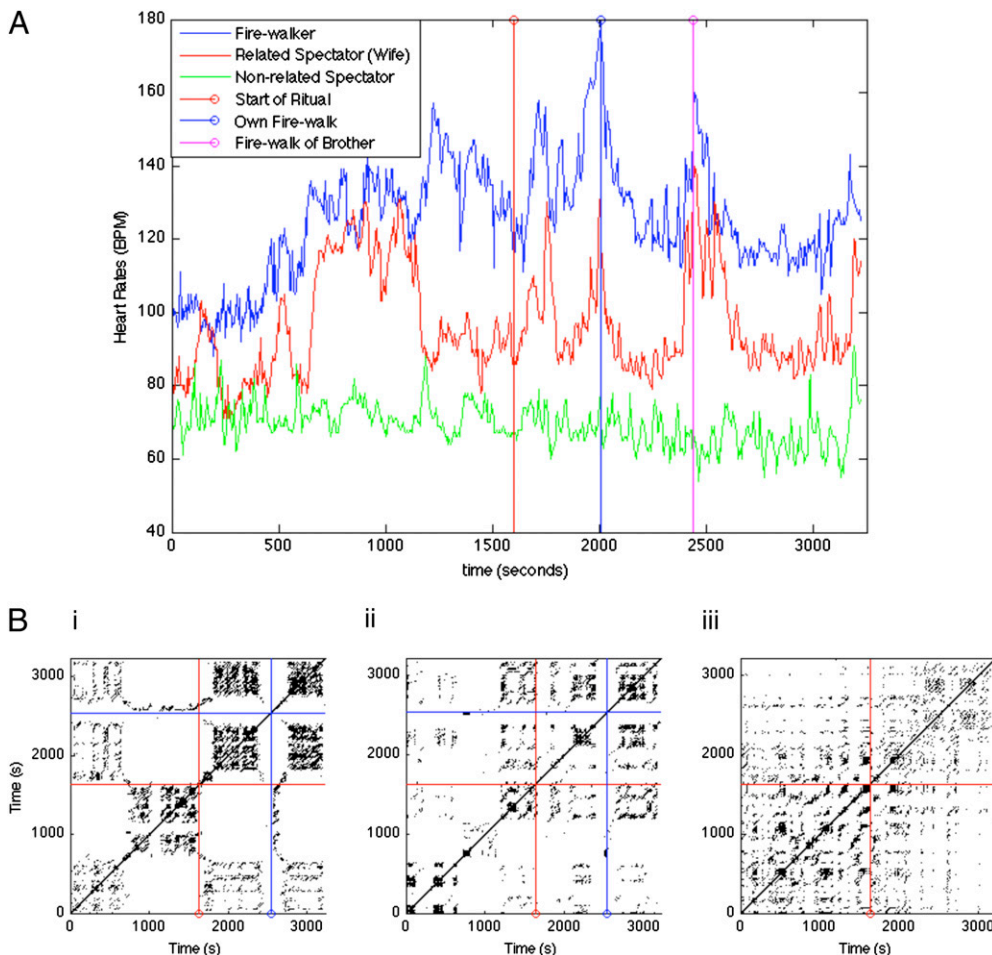 A
Fire-walker
Related Spectator (Wife)
Non-related Spectator
Start of Ritual
Own Fire-walk
Fire-walk of Brother
Heart Rates (BPM)
180
160
140
120
100
80
60
40
0 500 1000 1500 2000 2500 3000
time (seconds)
B
i
ii
iii
Time (s)
3000
2000
1000
0
0 1000 2000 3000
Time (s)
3000
2000
1000
0
0 1000 2000 3000
Time (s)
3000
2000
1000
0
0 1000 2000 3000
Time (s)